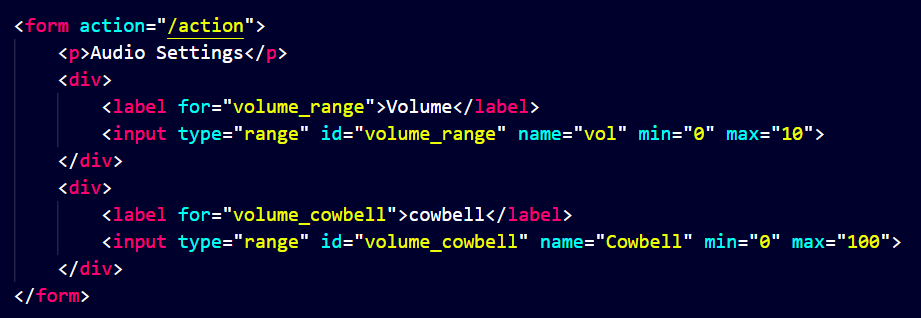 <form action="/action">
    <p>Audio Settings</p>
    <div>
        <label for="volume_range">Volume</label>
        <input type="range" id="volume_range" name="vol" min="0" max="10">
    </div>
    <div>
        <label for="volume_cowbell">cowbell</label>
        <input type="range" id="volume_cowbell" name="Cowbell" min="0" max="100">
    </div>
</form>